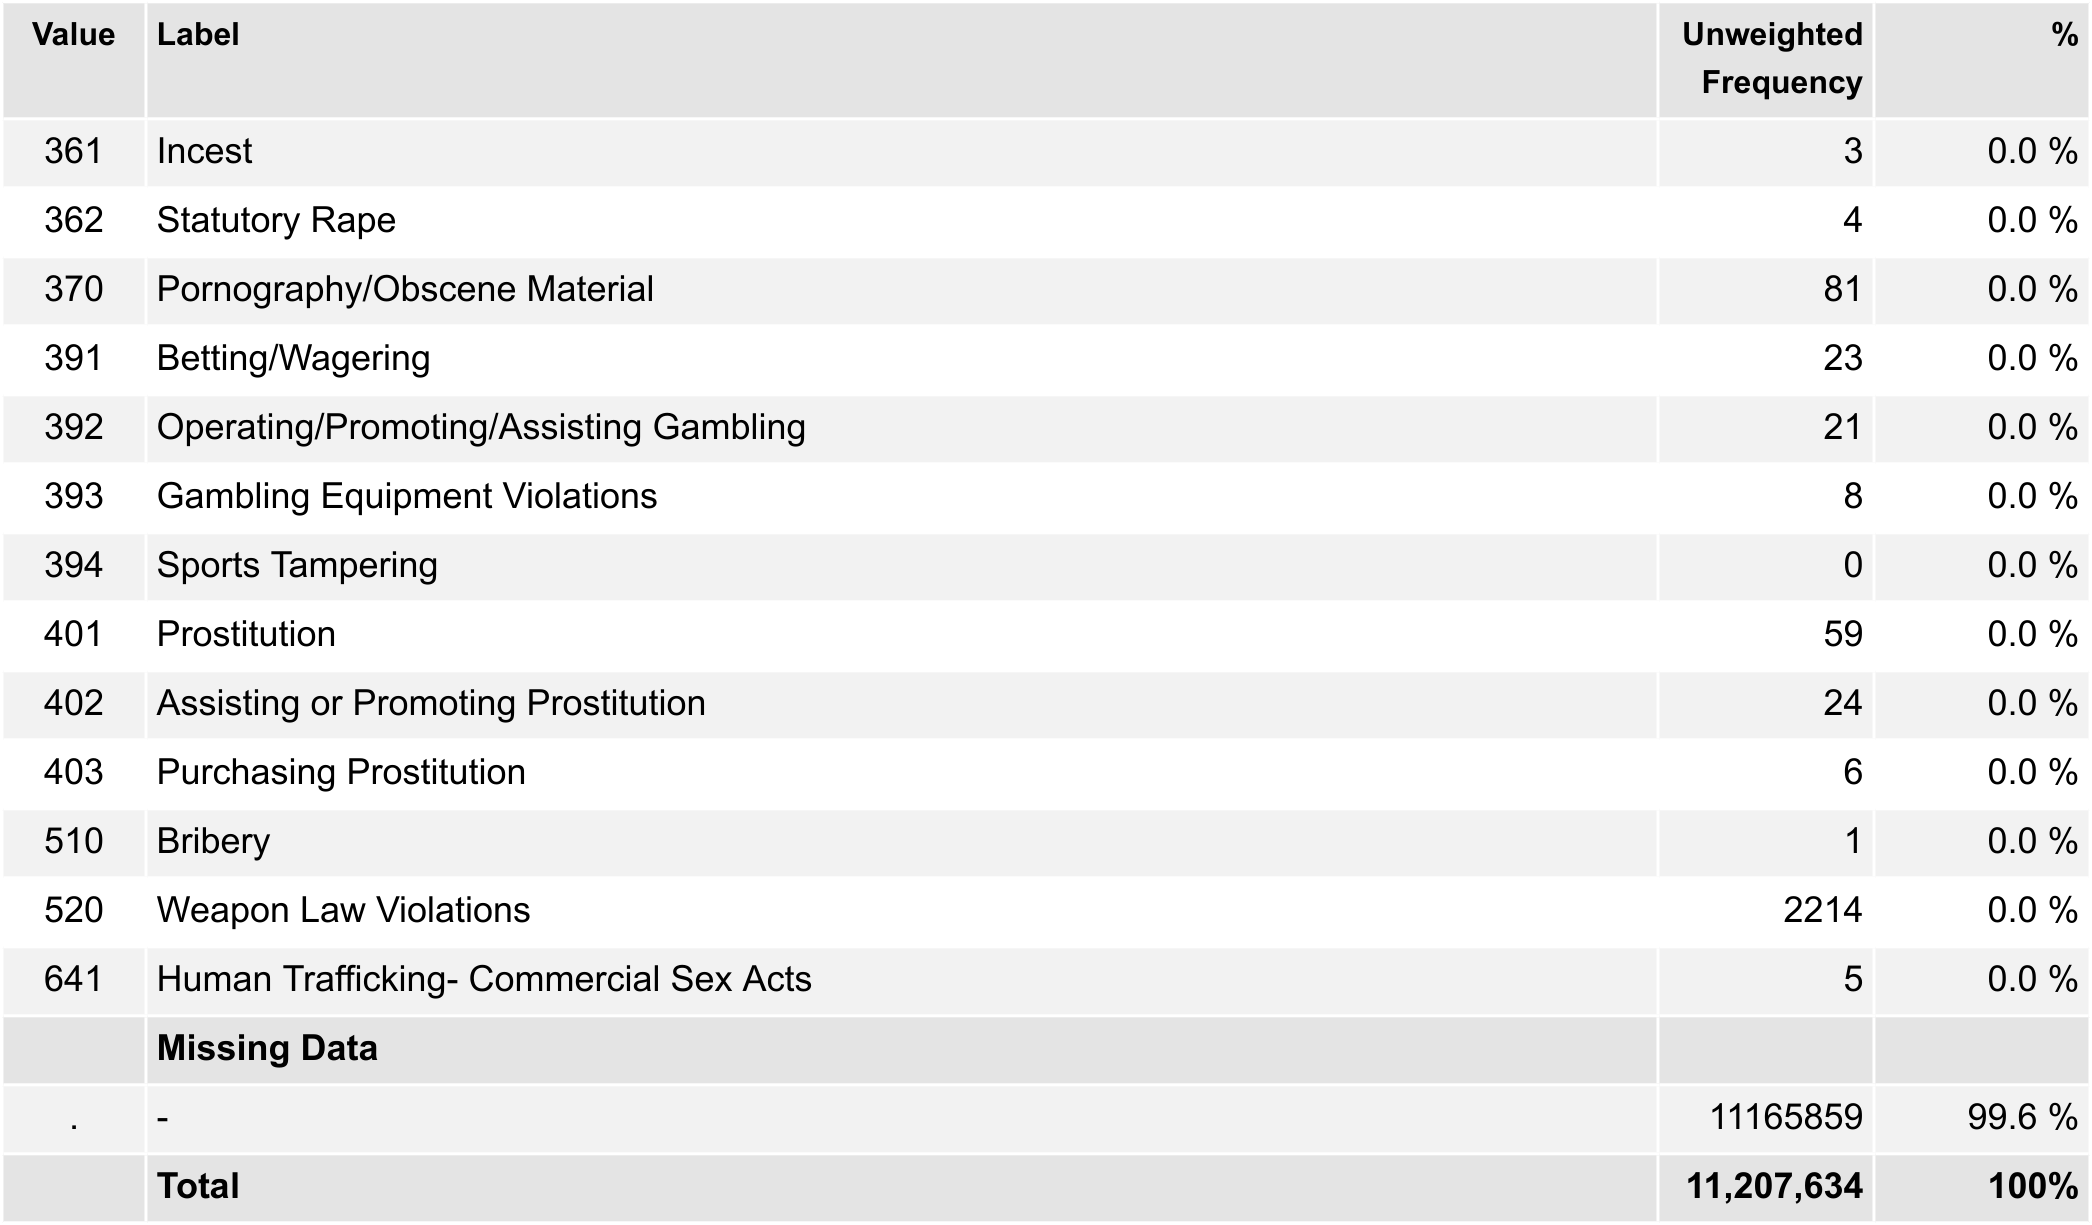 Value Label Unweighted Frequency %
361 Incest 3 0.0 %
362 Statutory Rape 4 0.0 %
370 Pornography/Obscene Material 81 0.0 %
391 Betting/Wagering 23 0.0 %
392 Operating/Promoting/Assisting Gambling 21 0.0 %
393 Gambling Equipment Violations 8 0.0 %
394 Sports Tampering 0 0.0 %
401 Prostitution 59 0.0 %
402 Assisting or Promoting Prostitution 24 0.0 %
403 Purchasing Prostitution 6 0.0 %
510 Bribery 1 0.0 %
520 Weapon Law Violations 2214 0.0 %
641 Human Trafficking- Commercial Sex Acts 5 0.0 %
Missing Data
. - 11165859 99.6 %
Total 11,207,634 100%